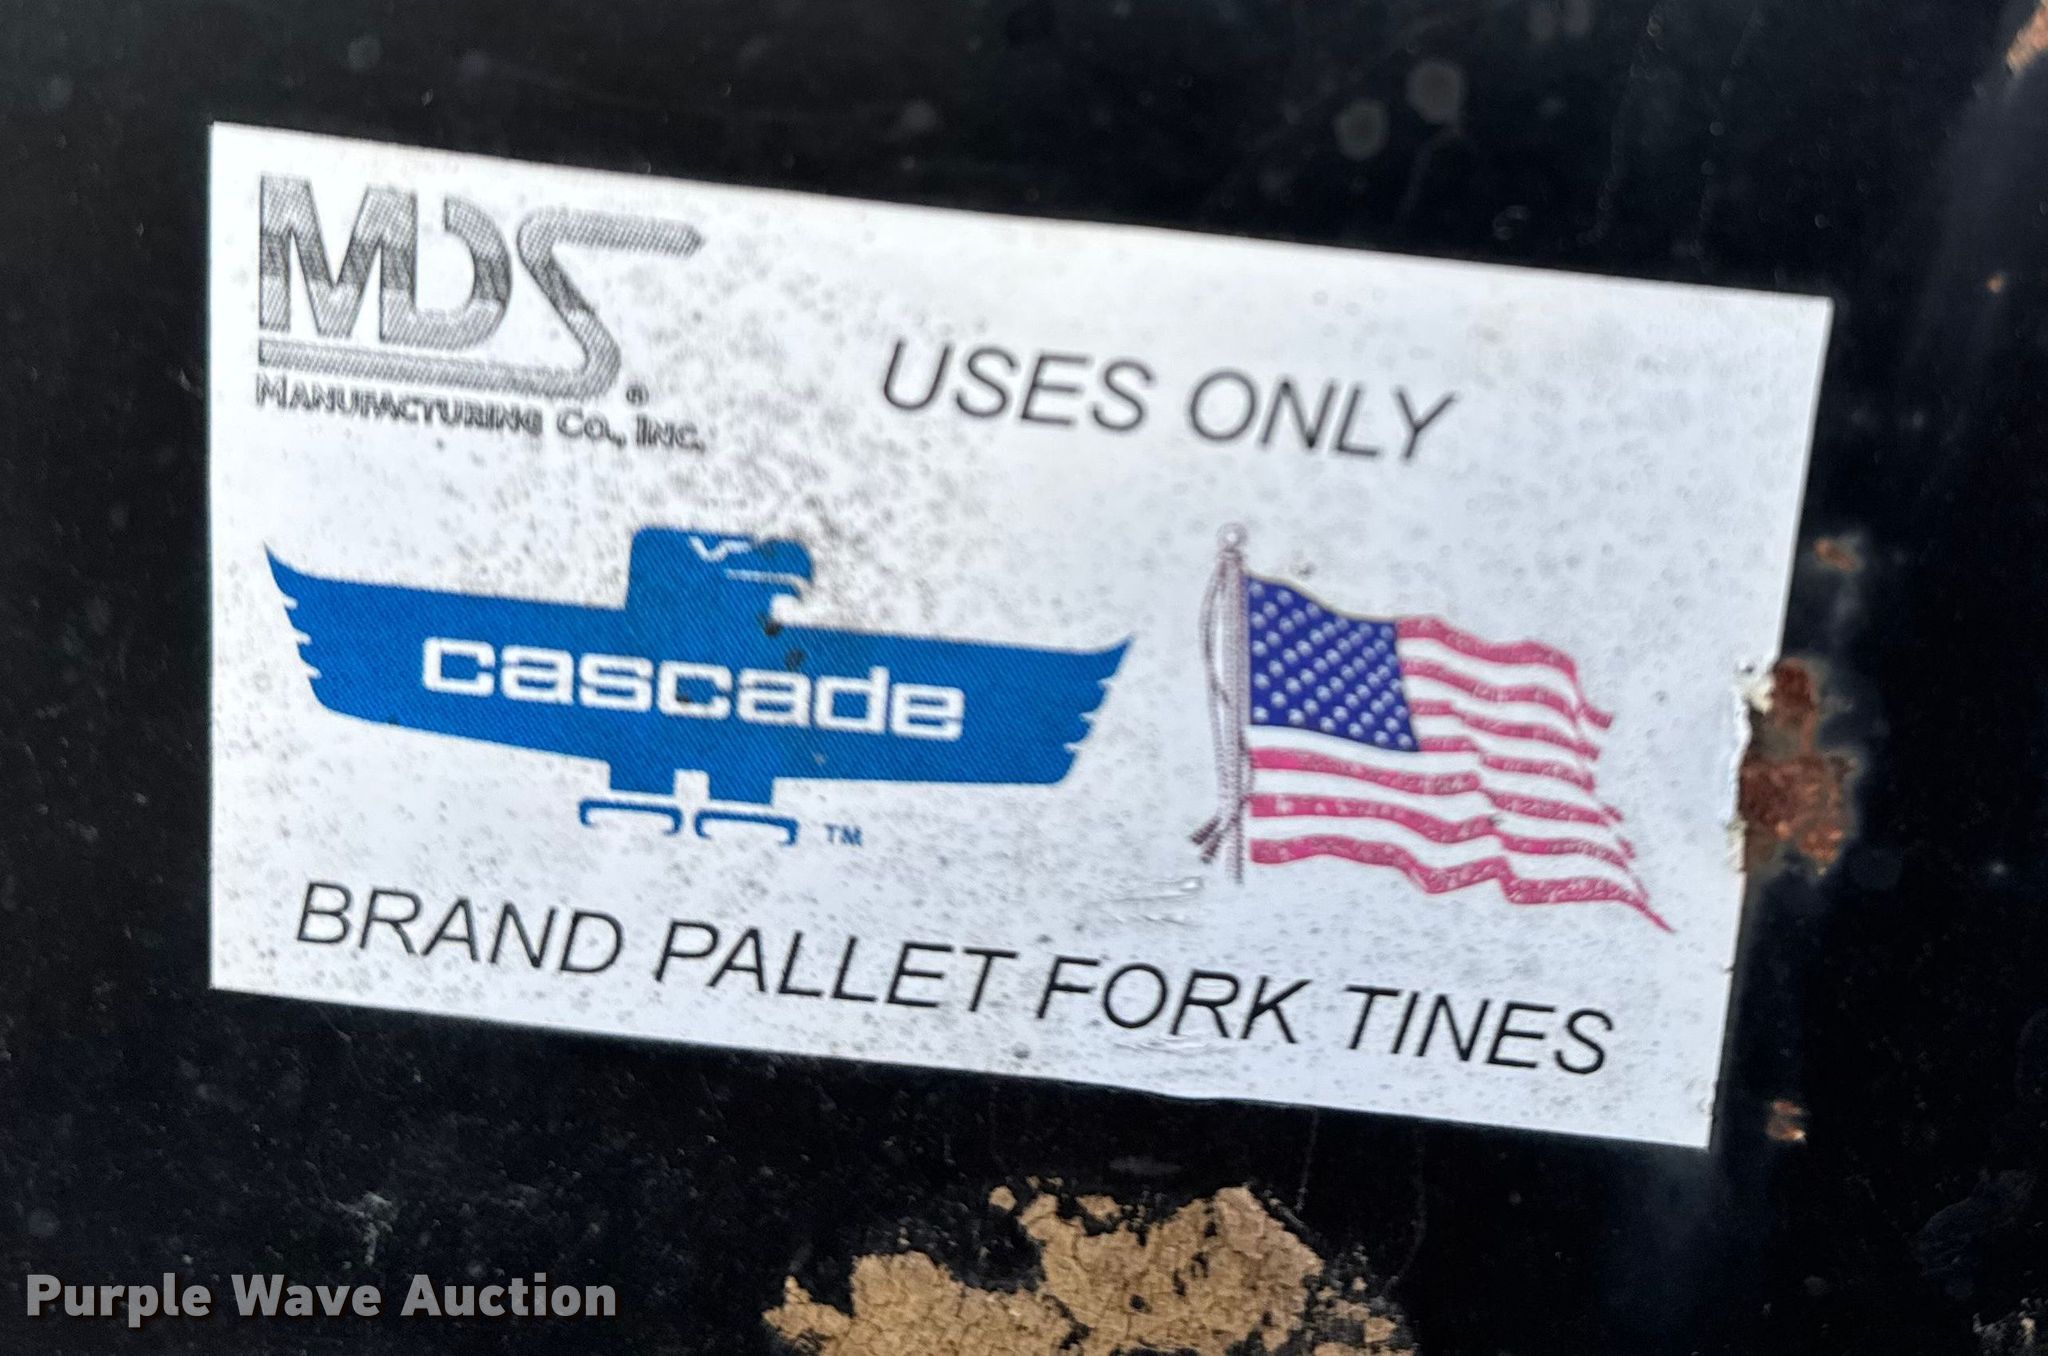 MDS®
MANUFACTURING CO., INC.
USES ONLY
cascade
TM
BRAND PALLET FORK TINES
Purple Wave Auction